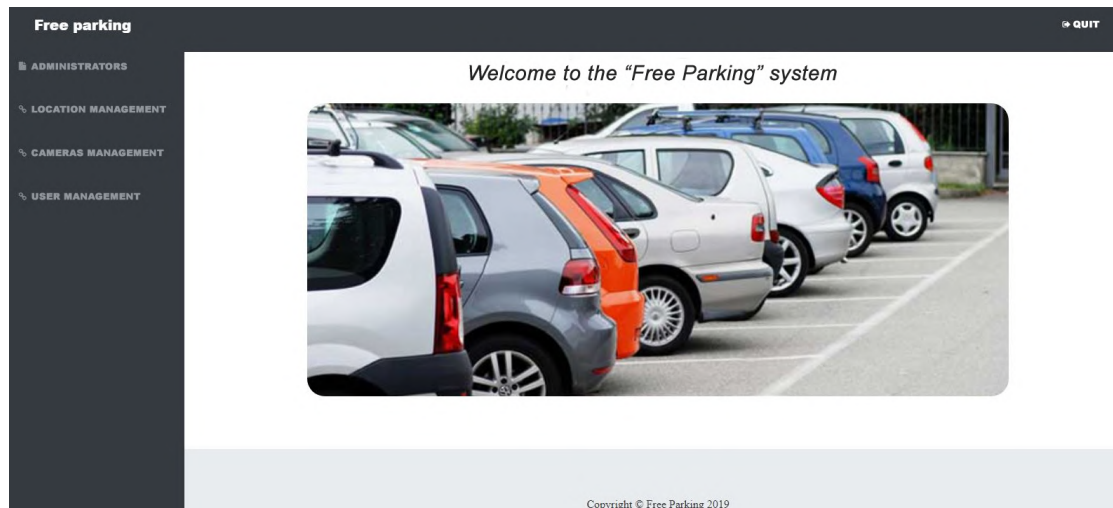 Free parking
QUIT
ADMINISTRATORS
LOCATION MANAGEMENT
CAMERAS MANAGEMENT
USER MANAGEMENT
Welcome to the “Free Parking” system
Copyright © Free Parking 2019